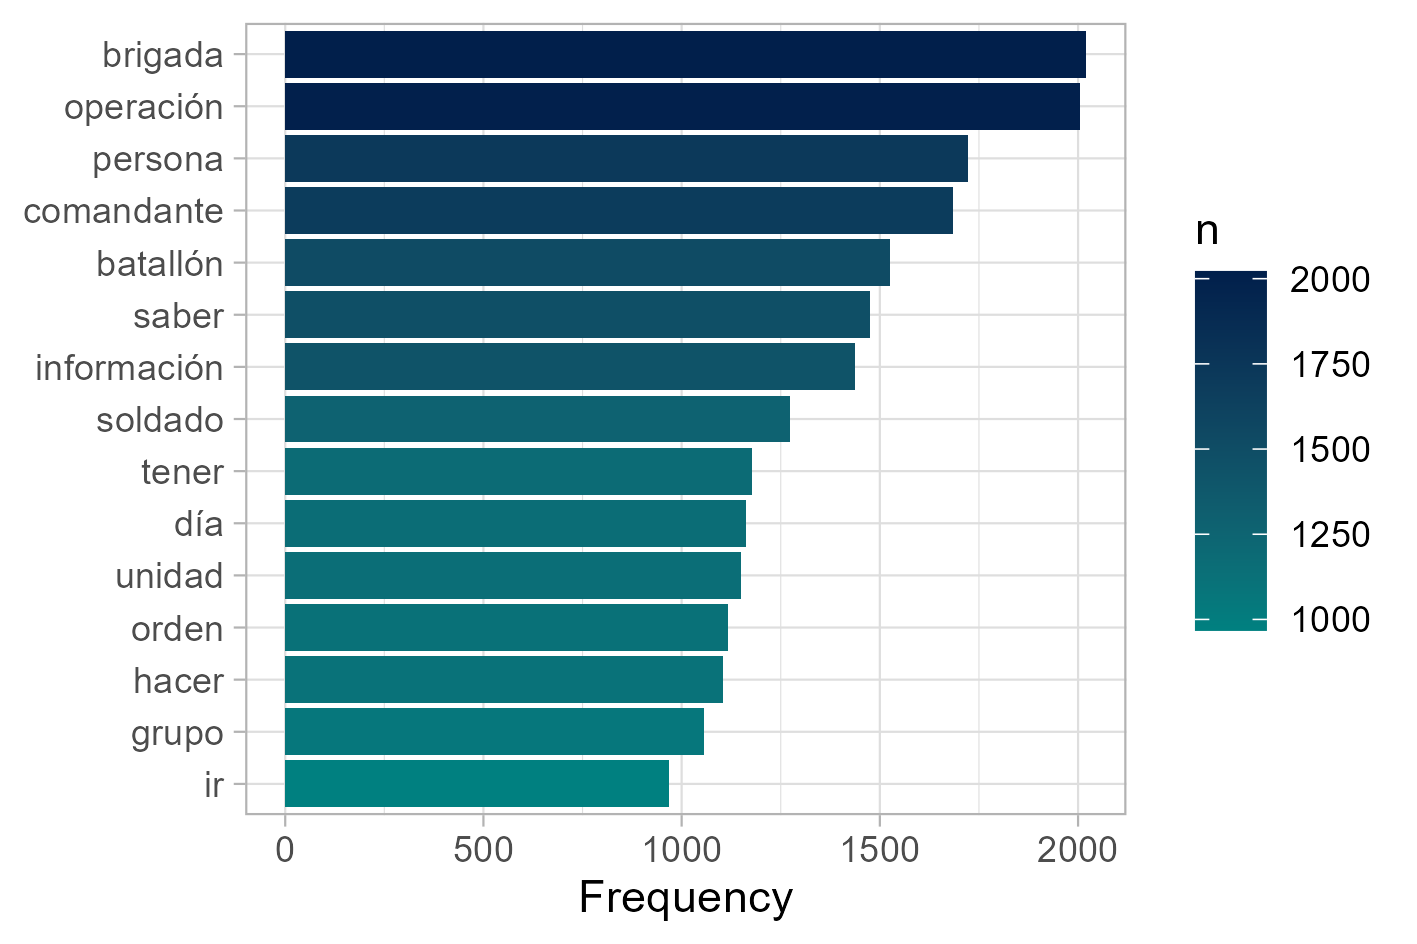 brigada
operación
persona
comandante
batallón
saber
información
soldado
tener
día
unidad
orden
hacer
grupo
ir
0 500 1000 1500 2000
Frequency
n
2000
1750
1500
1250
1000